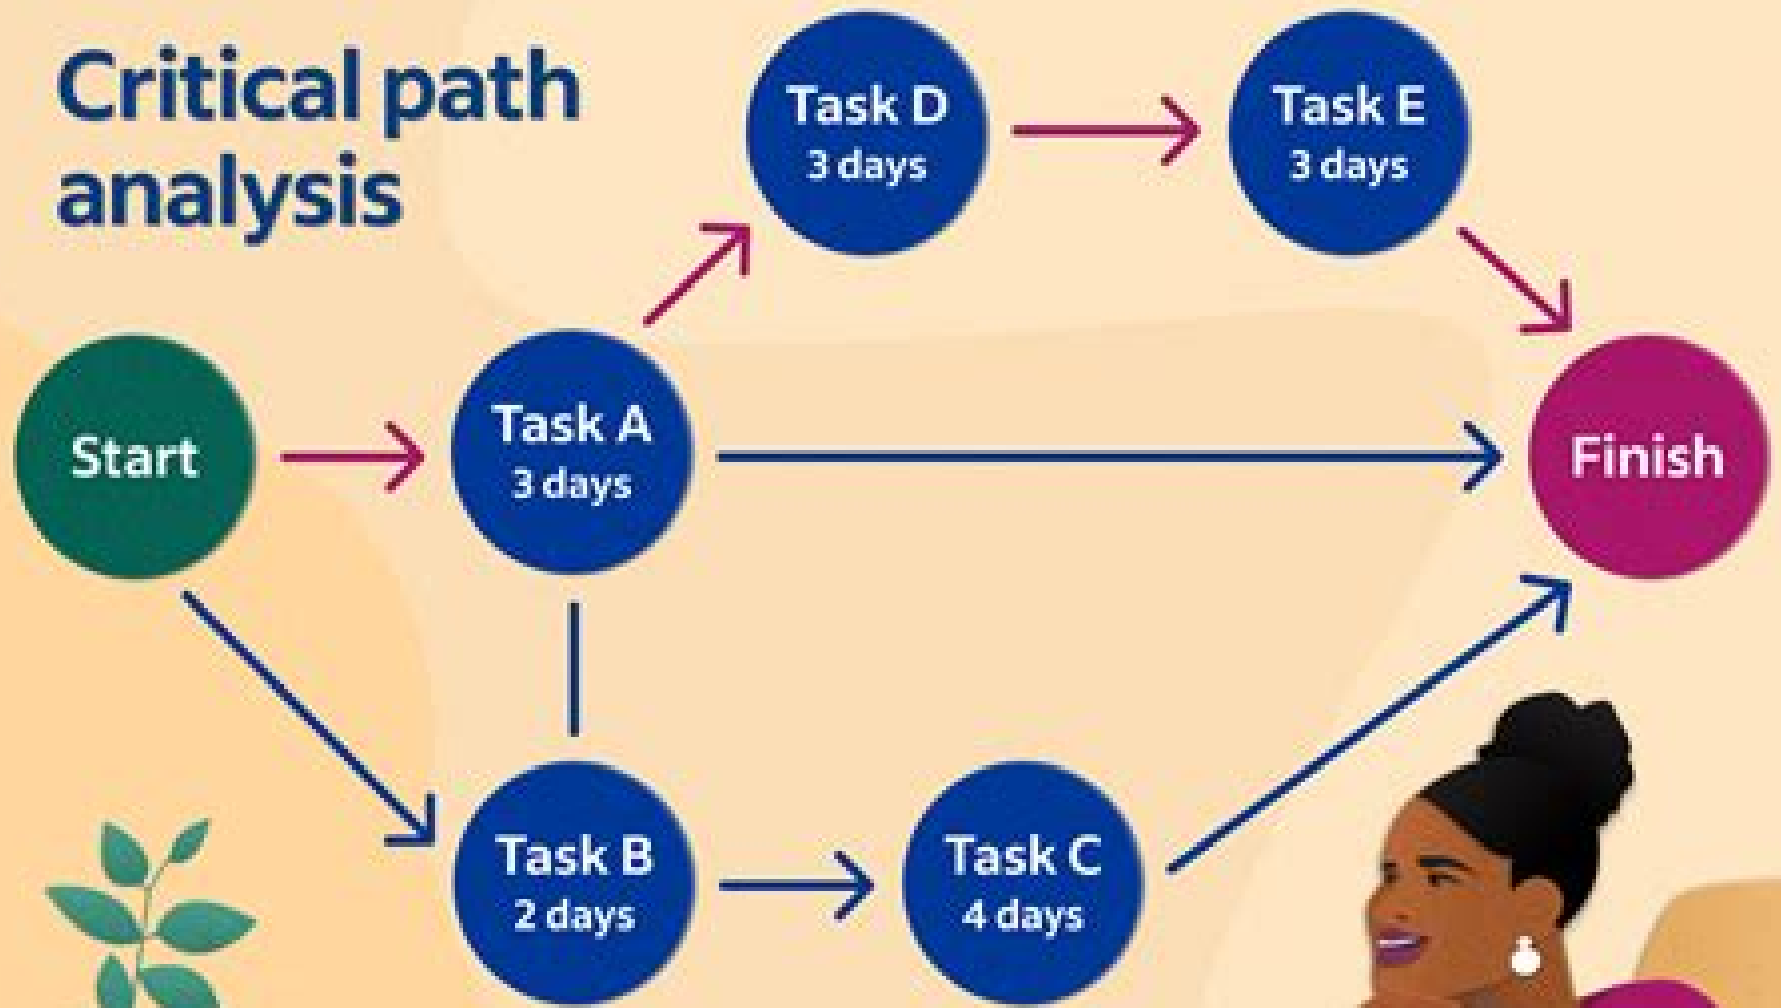 Critical path
analysis
Task D
3 days
Task E
3 days
Start
Task A
3 days
Finish
Task B
2 days
Task C
4 days